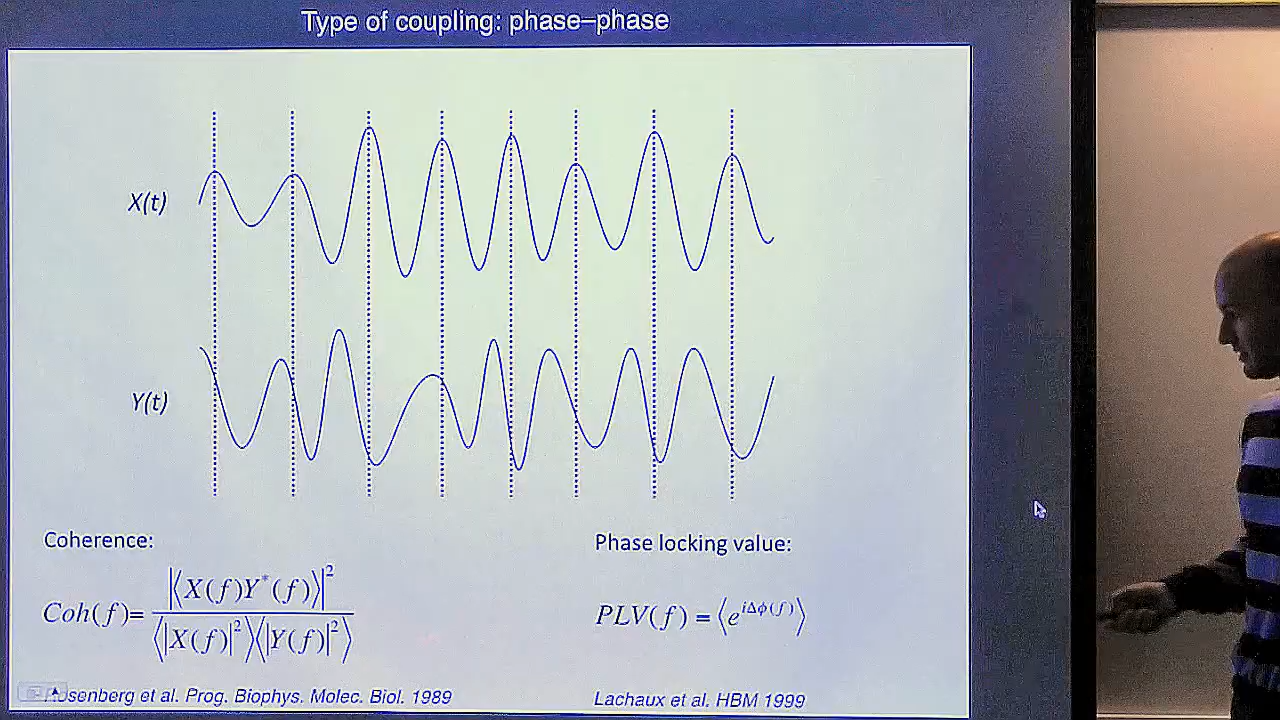 Type of coupling: phase–phase
X(t)
Y(t)
Coherence:
Coh(f)= |⟨X(f)Y*(f)⟩|² / ⟨|X(f)|²⟩⟨|Y(f)|²⟩
Phase locking value:
PLV(f) = ⟨e^{iΔϕ(f)}⟩
et al. Prog. Biophys. Molec. Biol. 1989
Lachaux et al. HBM 1999